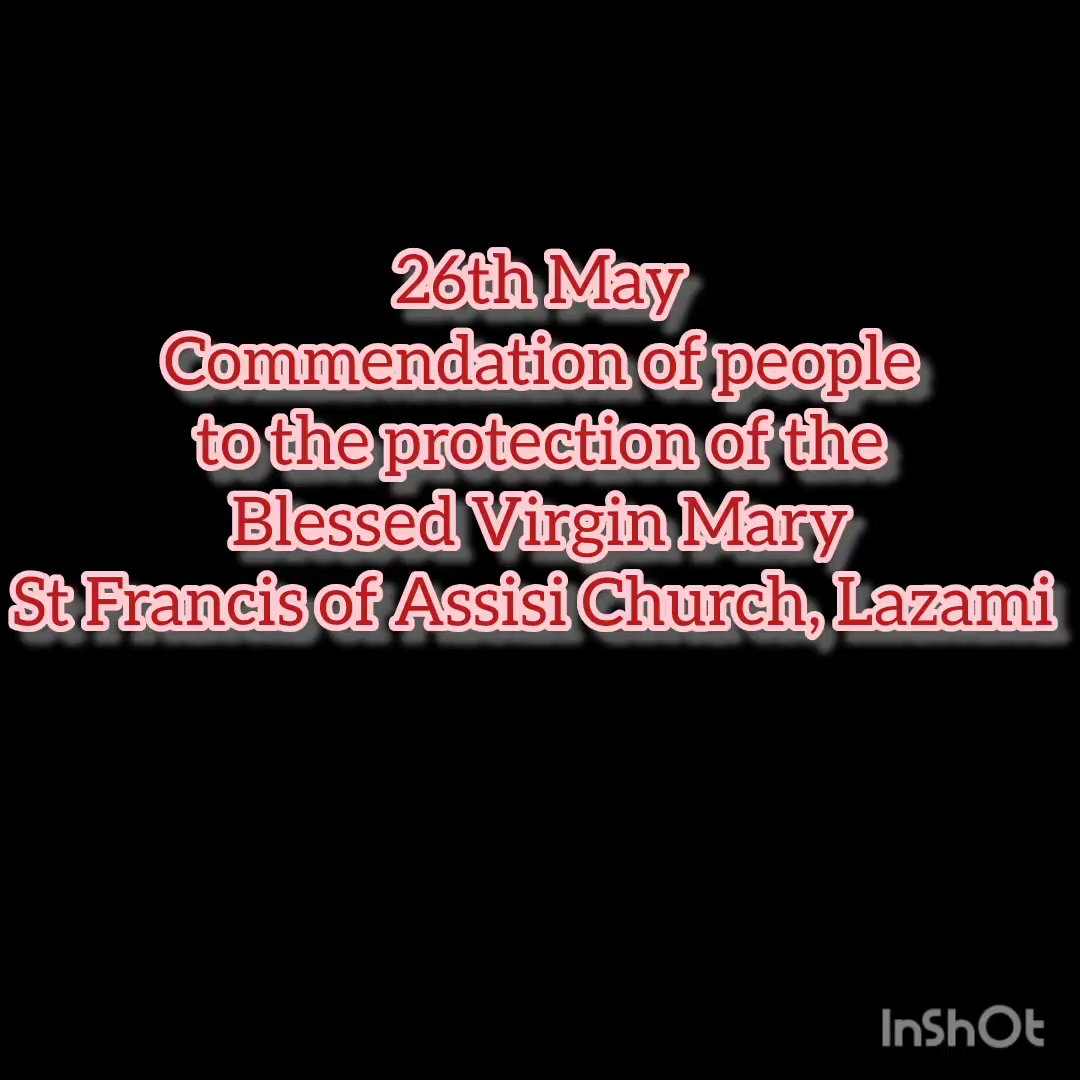 26th May
Commendation of people
to the protection of the
Blessed Virgin Mary
St Francis of Assisi Church, Lazami
InShOt